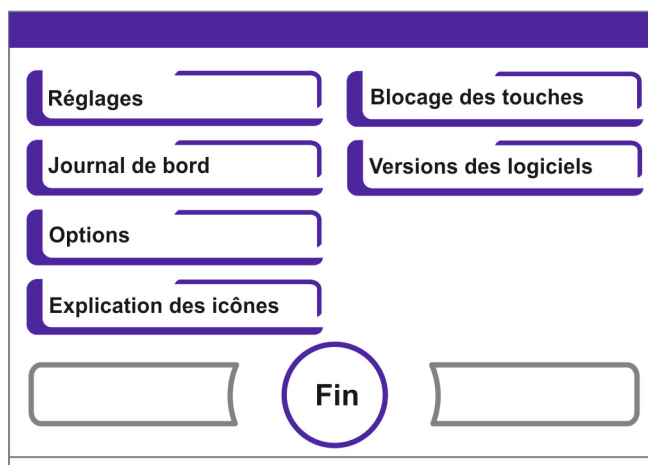 Réglages
Blocage des touches
Journal de bord
Versions des logiciels
Options
Explication des icônes
Fin